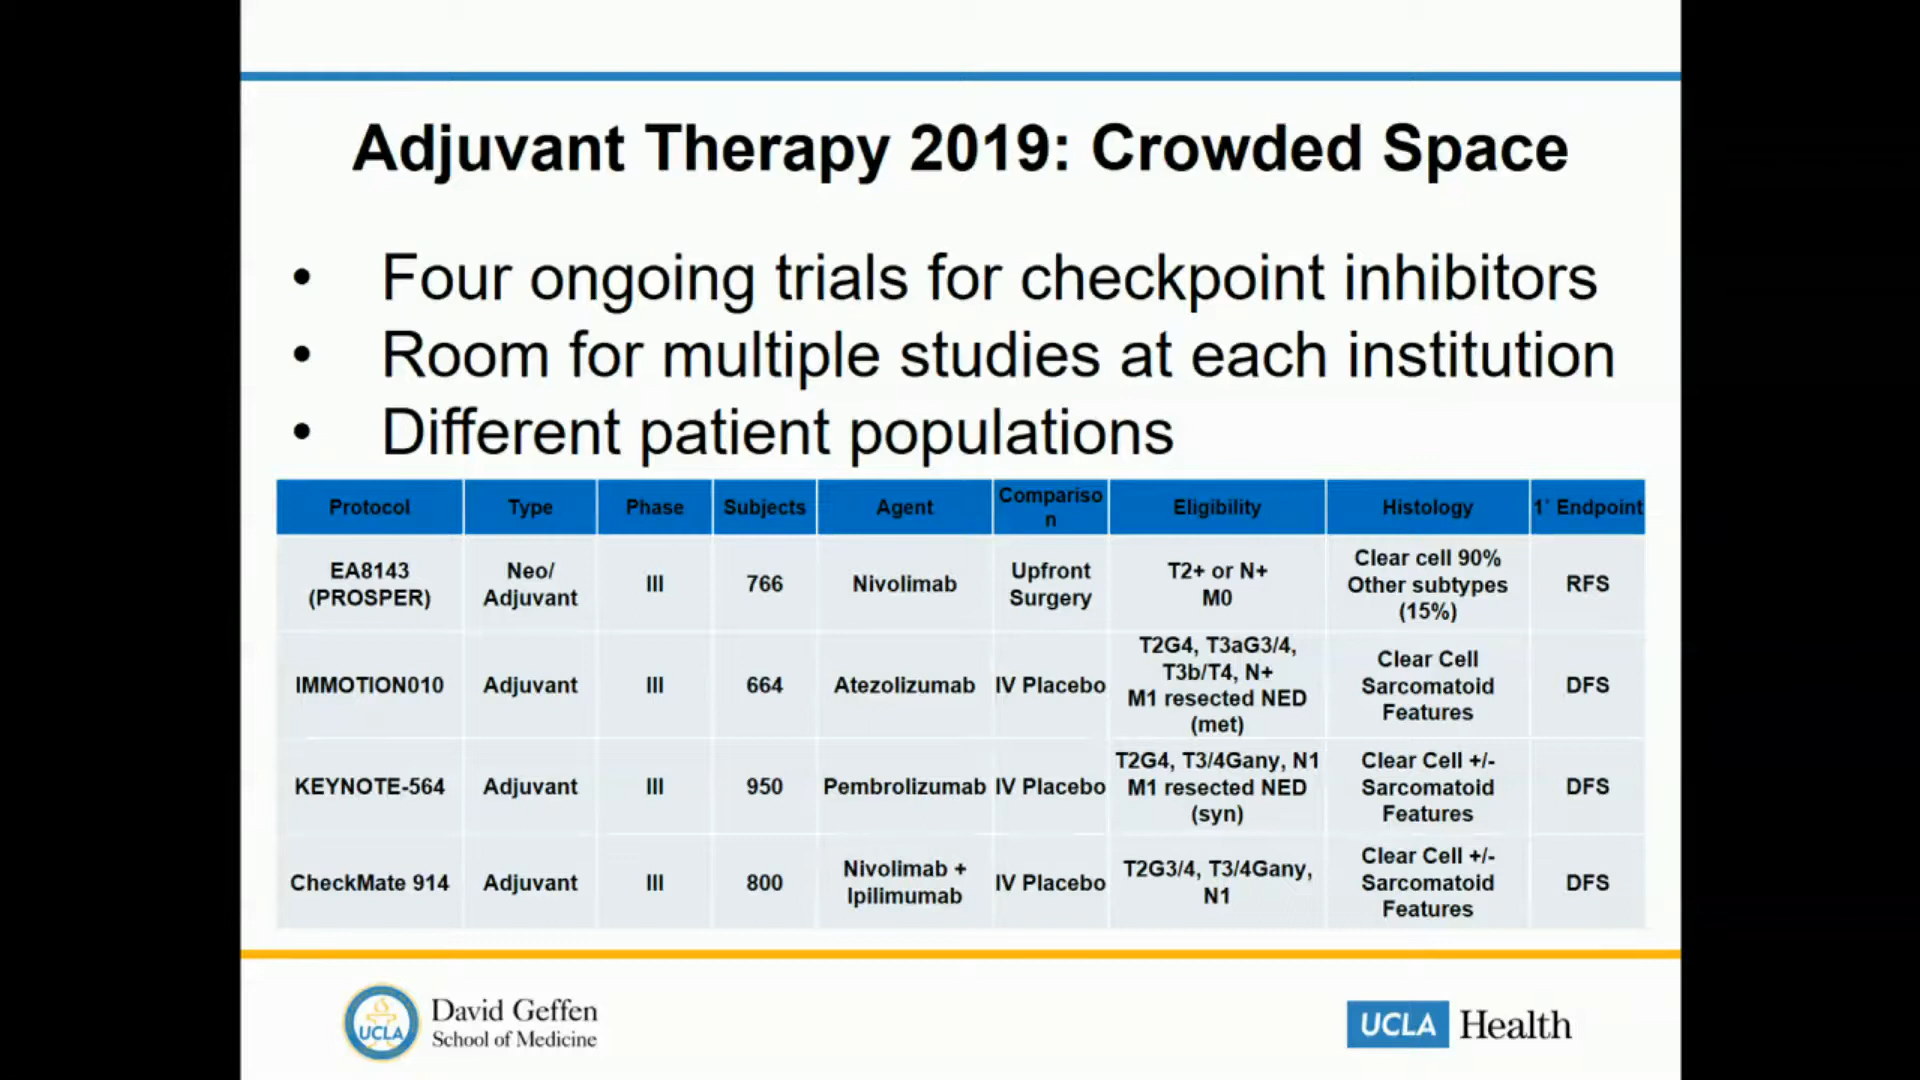 Adjuvant Therapy 2019: Crowded Space
• Four ongoing trials for checkpoint inhibitors
• Room for multiple studies at each institution
• Different patient populations
Protocol Type Phase Subjects Agent Compariso n Eligibility Histology 1˚ Endpoint
EA8143 (PROSPER) Neo/ Adjuvant III 766 Nivolimab Upfront Surgery T2+ or N+ M0 Clear cell 90% Other subtypes (15%) RFS
IMMOTION010 Adjuvant III 664 Atezolizumab IV Placebo T2G4, T3aG3/4, T3b/T4, N+ M1 resected NED (met) Clear Cell Sarcomatoid Features DFS
KEYNOTE-564 Adjuvant III 950 Pembrolizumab IV Placebo T2G4, T3/4Gany, N1 M1 resected NED (syn) Clear Cell +/- Sarcomatoid Features DFS
CheckMate 914 Adjuvant III 800 Nivolimab + Ipilimumab IV Placebo T2G3/4, T3/4Gany, N1 Clear Cell +/- Sarcomatoid Features DFS
UCLA
David Geffen
School of Medicine
UCLA Health